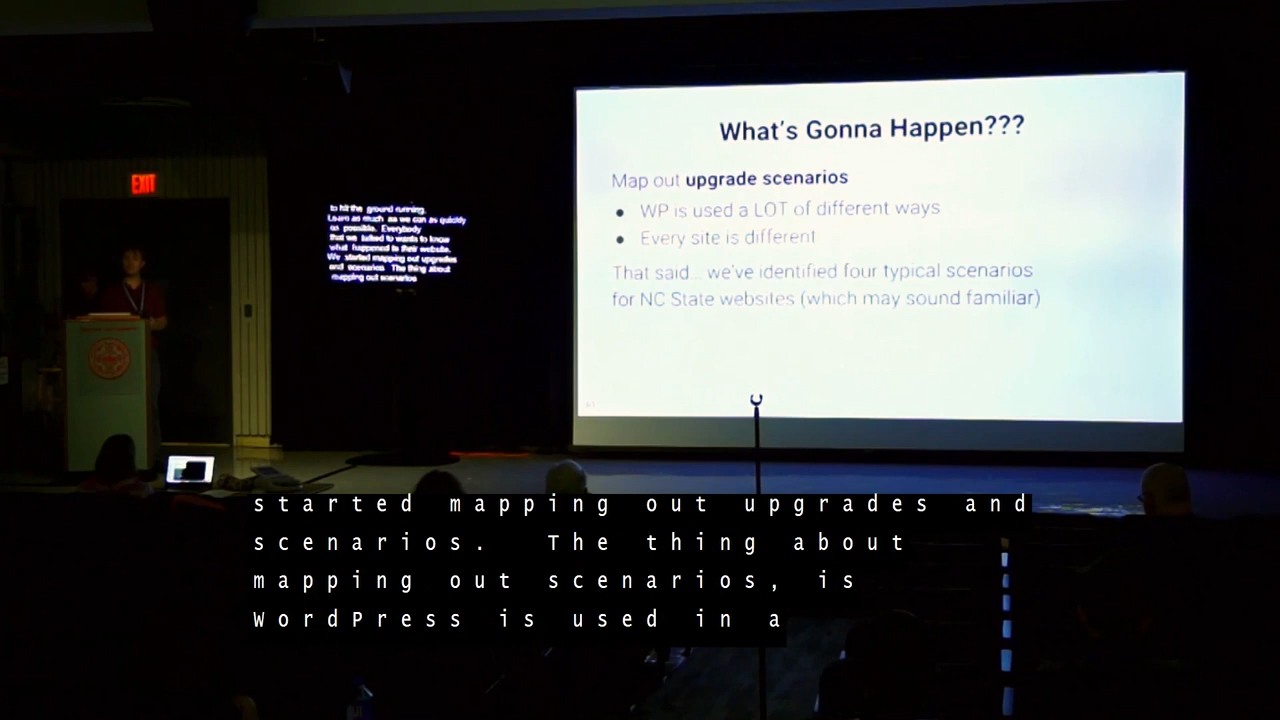 What's Gonna Happen???
Map out upgrade scenarios
● WP is used a LOT of different ways
● Every site is different
That said... we've identified four typical scenarios
for NC State websites (which may sound familiar)
EXIT
to hit the ground running.
Learn as much as we can as quickly
as possible. Everybody
that we talked to wants to know
what happened to their website.
We started mapping out upgrades
and scenarios. The thing about
mapping out scenarios
started mapping out upgrades and
scenarios. The thing about
mapping out scenarios, is
WordPress is used in a